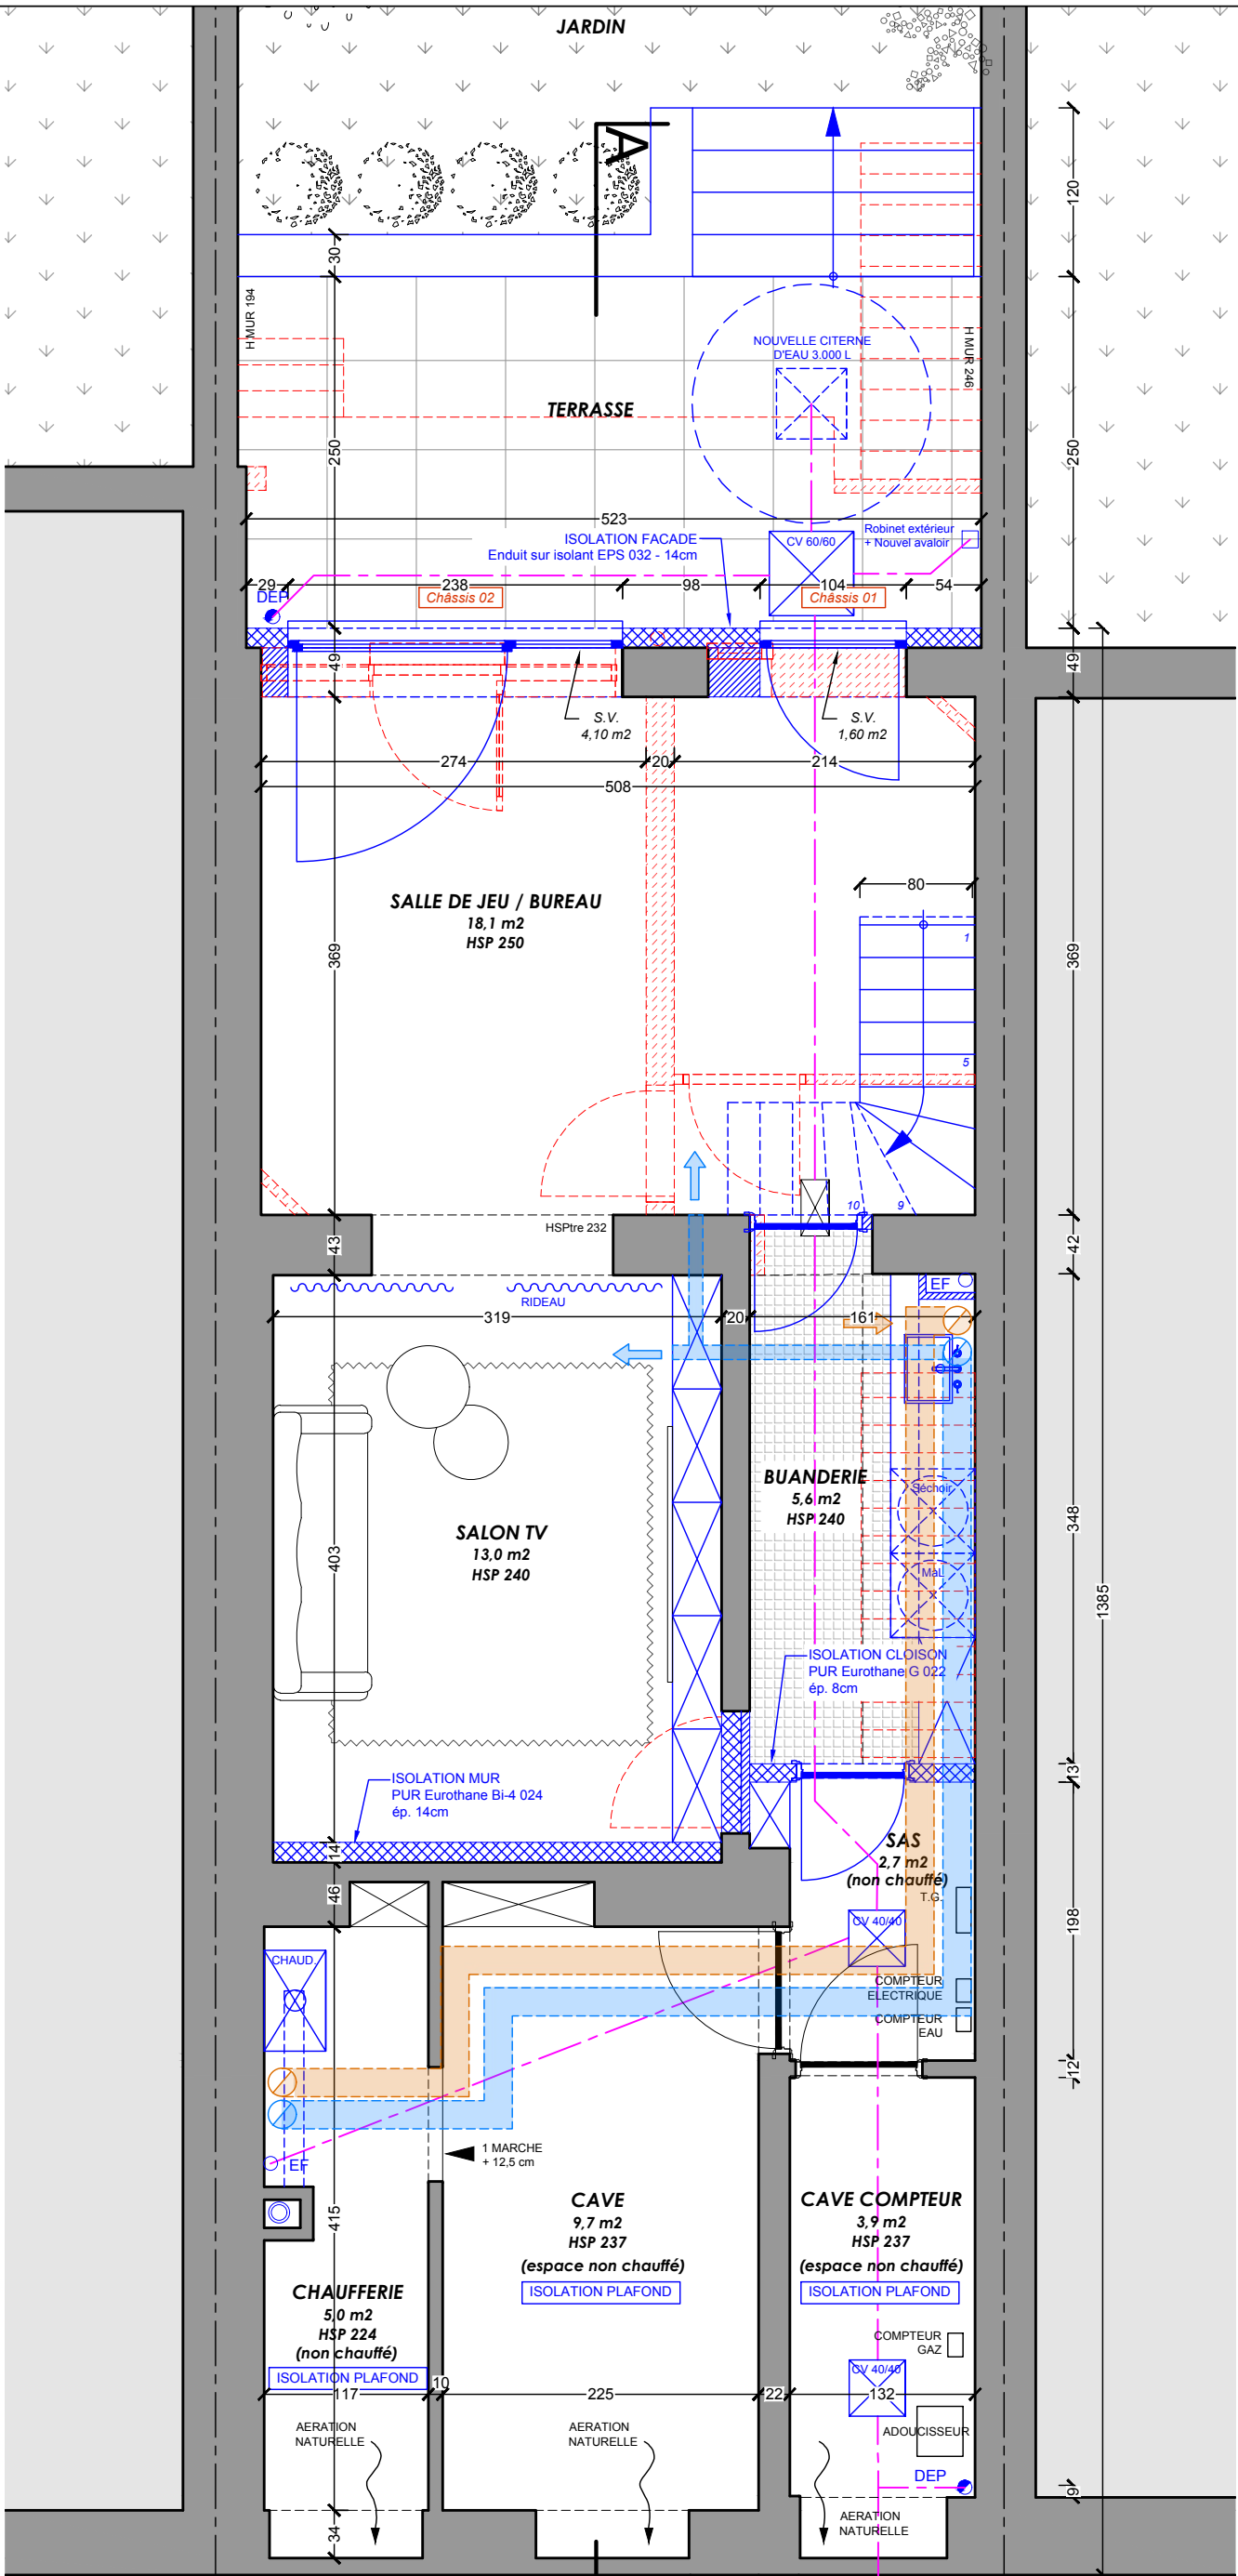 JARDIN
A
120
30
H MUR 194
H MUR 246
NOUVELLE CITERNE
D'EAU 3.000 L
TERRASSE
250
250
523
ISOLATION FACADE
Enduit sur isolant EPS 032 - 14cm
CV 60/60
Robinet extérieur
+ Nouvel avaloir
29
238
98
104
54
DEP
Châssis 02
Châssis 01
49
49
S.V.
4,10 m2
S.V.
1,60 m2
274
20
214
508
80
SALLE DE JEU / BUREAU
18,1 m2
HSP 250
369
369
1
5
10
9
HSPtre 232
43
42
EF
RIDEAU
319
20
161
BUANDERIE
5,6 m2
HSP 240
Séchoir
SALON TV
13,0 m2
HSP 240
403
348
MaL
1385
ISOLATION CLOISON
PUR Eurothane G 022
ép. 8cm
ISOLATION MUR
PUR Eurothane Bi-4 024
ép. 14cm
13
14
SAS
2,7 m2
(non chauffé)
T.G.
46
198
CV 40/40
CHAUD.
COMPTEUR
ELECTRIQUE
COMPTEUR
EAU
12
1 MARCHE
+ 12,5 cm
EF
415
CAVE
9,7 m2
HSP 237
(espace non chauffé)
ISOLATION PLAFOND
CAVE COMPTEUR
3,9 m2
HSP 237
(espace non chauffé)
ISOLATION PLAFOND
CHAUFFERIE
5,0 m2
HSP 224
(non chauffé)
ISOLATION PLAFOND
COMPTEUR
GAZ
CV 40/40
117
10
225
22
132
AERATION
NATURELLE
AERATION
NATURELLE
ADOUCISSEUR
DEP
9
AERATION
NATURELLE
34